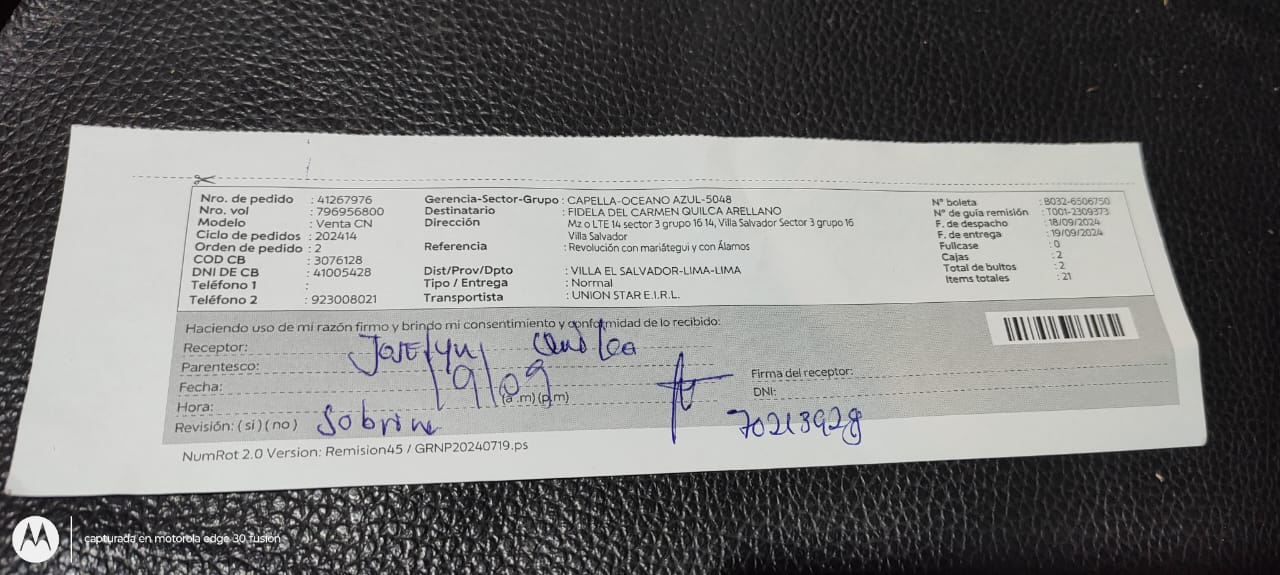 Nro. de pedido : 41267976
Nro. vol : 796956800
Modelo : Venta CN
Ciclo de pedidos : 202414
Orden de pedido : 2
COD CB : 3076128
DNI DE CB : 41005428
Teléfono 1 :
Teléfono 2 : 923008021
Gerencia-Sector-Grupo : CAPELLA-OCEANO AZUL-5048
Destinatario : FIDELA DEL CARMEN QUILCA ARELLANO
Dirección Mz o LTE 14 sector 3 grupo 16 14, Villa Salvador Sector 3 grupo 16
Villa Salvador
Referencia : Revolución con mariátegui y con Álamos
Dist/Prov/Dpto : VILLA EL SALVADOR-LIMA-LIMA
Tipo / Entrega : Normal
Transportista : UNION STAR E.I.R.L.
N° boleta : B032-6506750
N° de guía remisión : T001-2309373
F. de despacho : 18/09/2024
F. de entrega : 19/09/2024
Fullcase : 0
Cajas : 2
Total de bultos : 2
Items totales : 21
Haciendo uso de mi razón firmo y brindo mi consentimiento y conformidad de lo recibido:
Receptor: Joselyn Quilca
Parentesco:
Fecha: 19/09
Hora: (a.m) (p.m)
Revisión: (si) (no) Sobrina
Firma del receptor:
DNI:
70213928
NumRot 2.0 Version: Remision45 / GRNP20240719.ps
capturada en motorola edge 30 fusion